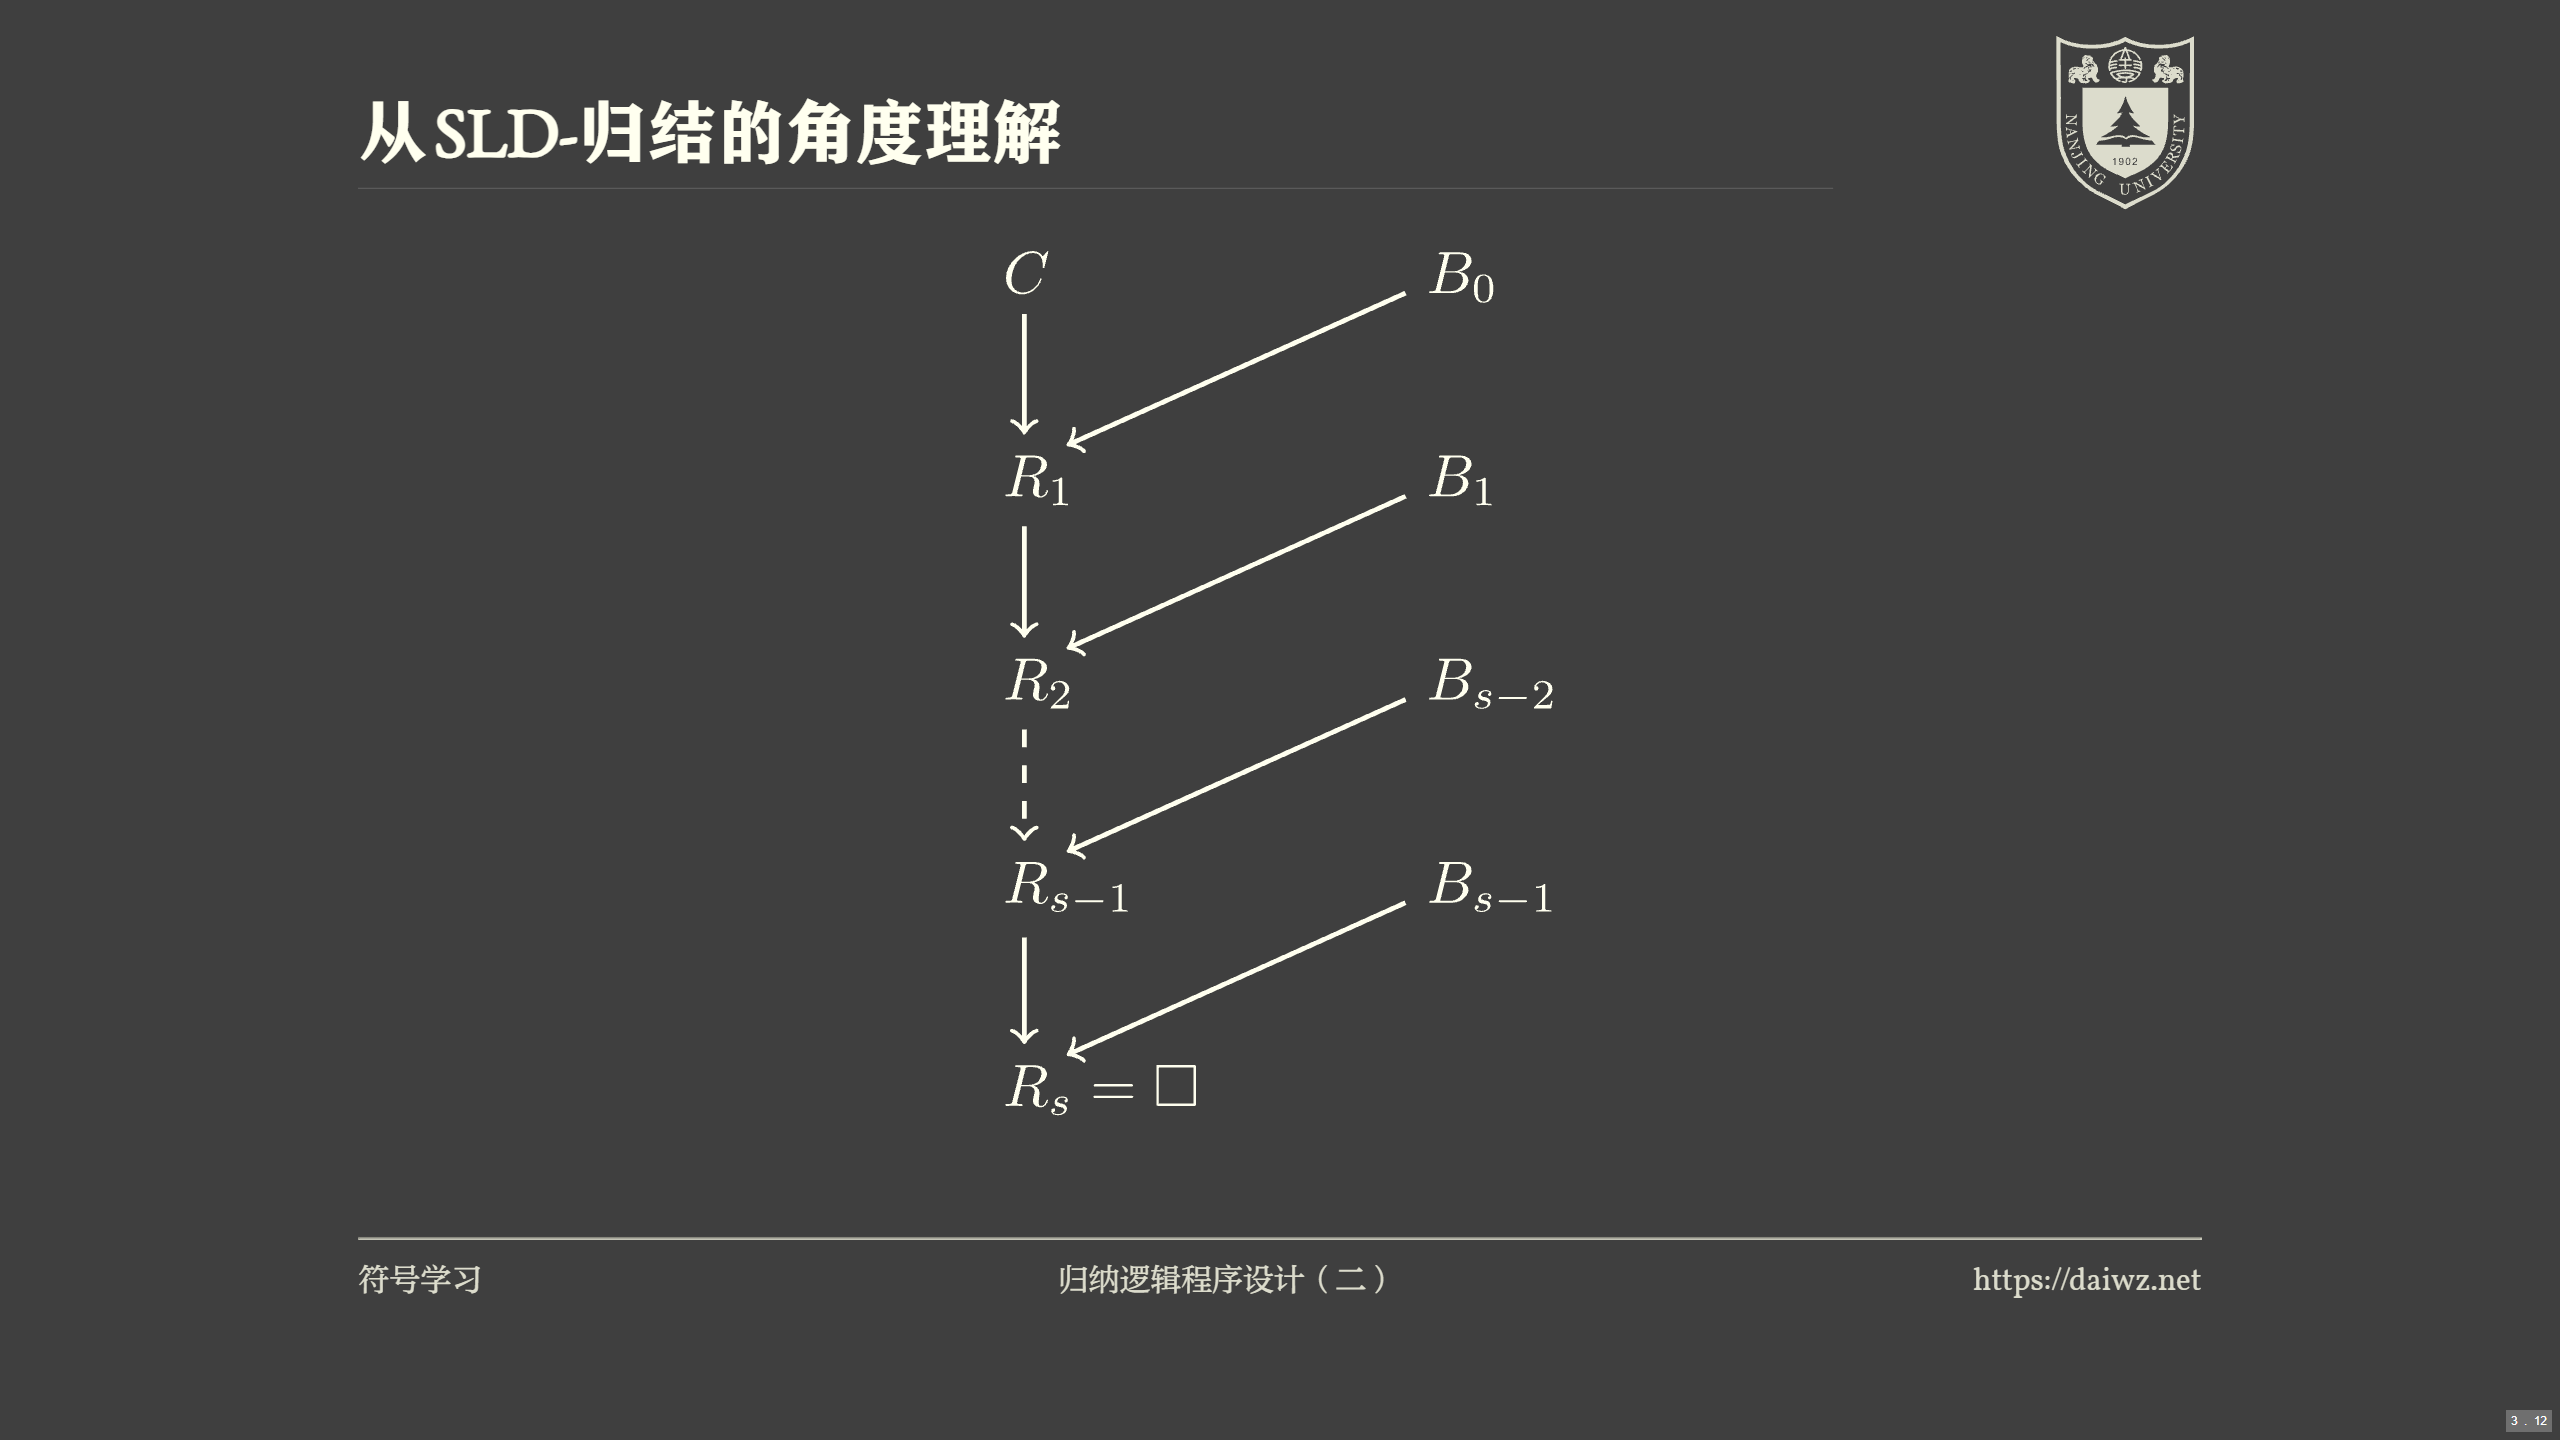 从SLD-归结的角度理解
NANJING UNIVERSITY
1902
C B₀
R₁ B₁
R₂ Bₛ₋₂
Rₛ₋₁ Bₛ₋₁
Rₛ = □
符号学习 归纳逻辑程序设计（二） https://daiwz.net
3 . 12